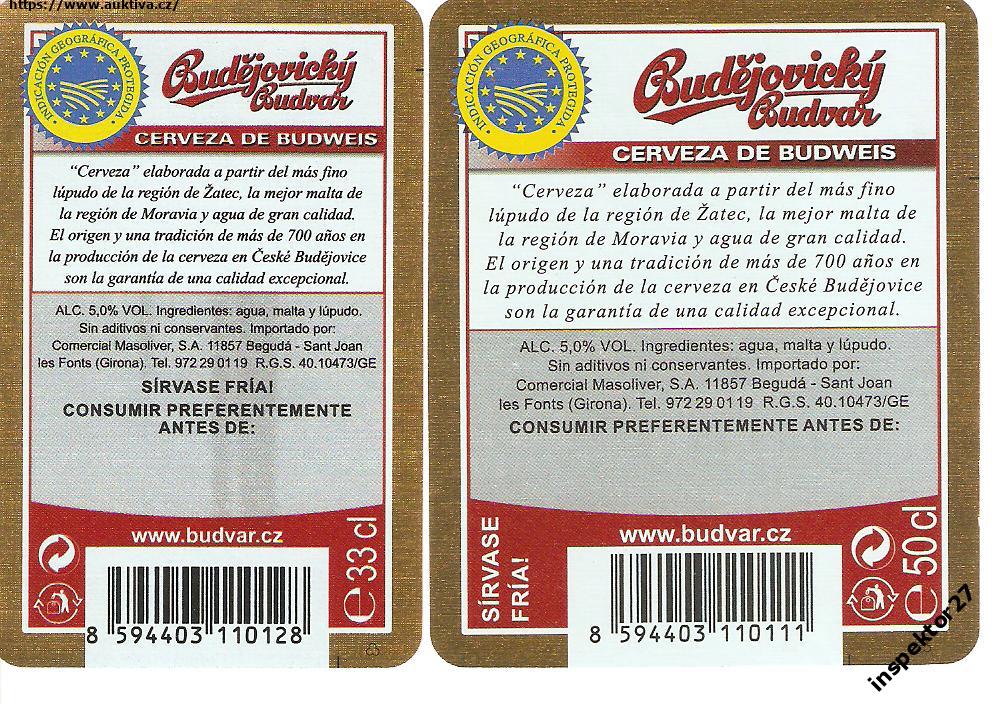 https://www.auktiva.cz/
INDICACIÓN GEOGRÁFICA PROTEGIDA
Budějovický
Budvar
CERVEZA DE BUDWEIS
“Cerveza” elaborada a partir del más fino
lúpudo de la región de Žatec, la mejor malta de
la región de Moravia y agua de gran calidad.
El origen y una tradición de más de 700 años en
la producción de la cerveza en České Budějovice
son la garantía de una calidad excepcional.
ALC. 5,0% VOL. Ingredientes: agua, malta y lúpudo.
Sin aditivos ni conservantes. Importado por:
Comercial Masoliver, S.A. 11857 Begudá - Sant Joan
les Fonts (Girona). Tel. 972 29 01 19 R.G.S. 40.10473/GE
SÍRVASE FRÍA!
CONSUMIR PREFERENTEMENTE
ANTES DE:
www.budvar.cz
e 33 cl
8 594403 110128
INDICACIÓN GEOGRÁFICA PROTEGIDA
Budějovický
Budvar
CERVEZA DE BUDWEIS
“Cerveza” elaborada a partir del más fino
lúpudo de la región de Žatec, la mejor malta de
la región de Moravia y agua de gran calidad.
El origen y una tradición de más de 700 años en
la producción de la cerveza en České Budějovice
son la garantía de una calidad excepcional.
ALC. 5,0% VOL. Ingredientes: agua, malta y lúpudo.
Sin aditivos ni conservantes. Importado por:
Comercial Masoliver, S.A. 11857 Begudá - Sant Joan
les Fonts (Girona). Tel. 972 29 01 19 R.G.S. 40.10473/GE
CONSUMIR PREFERENTEMENTE ANTES DE:
SÍRVASE
FRÍA!
www.budvar.cz
e 50 cl
8 594403 110111
inspektor27